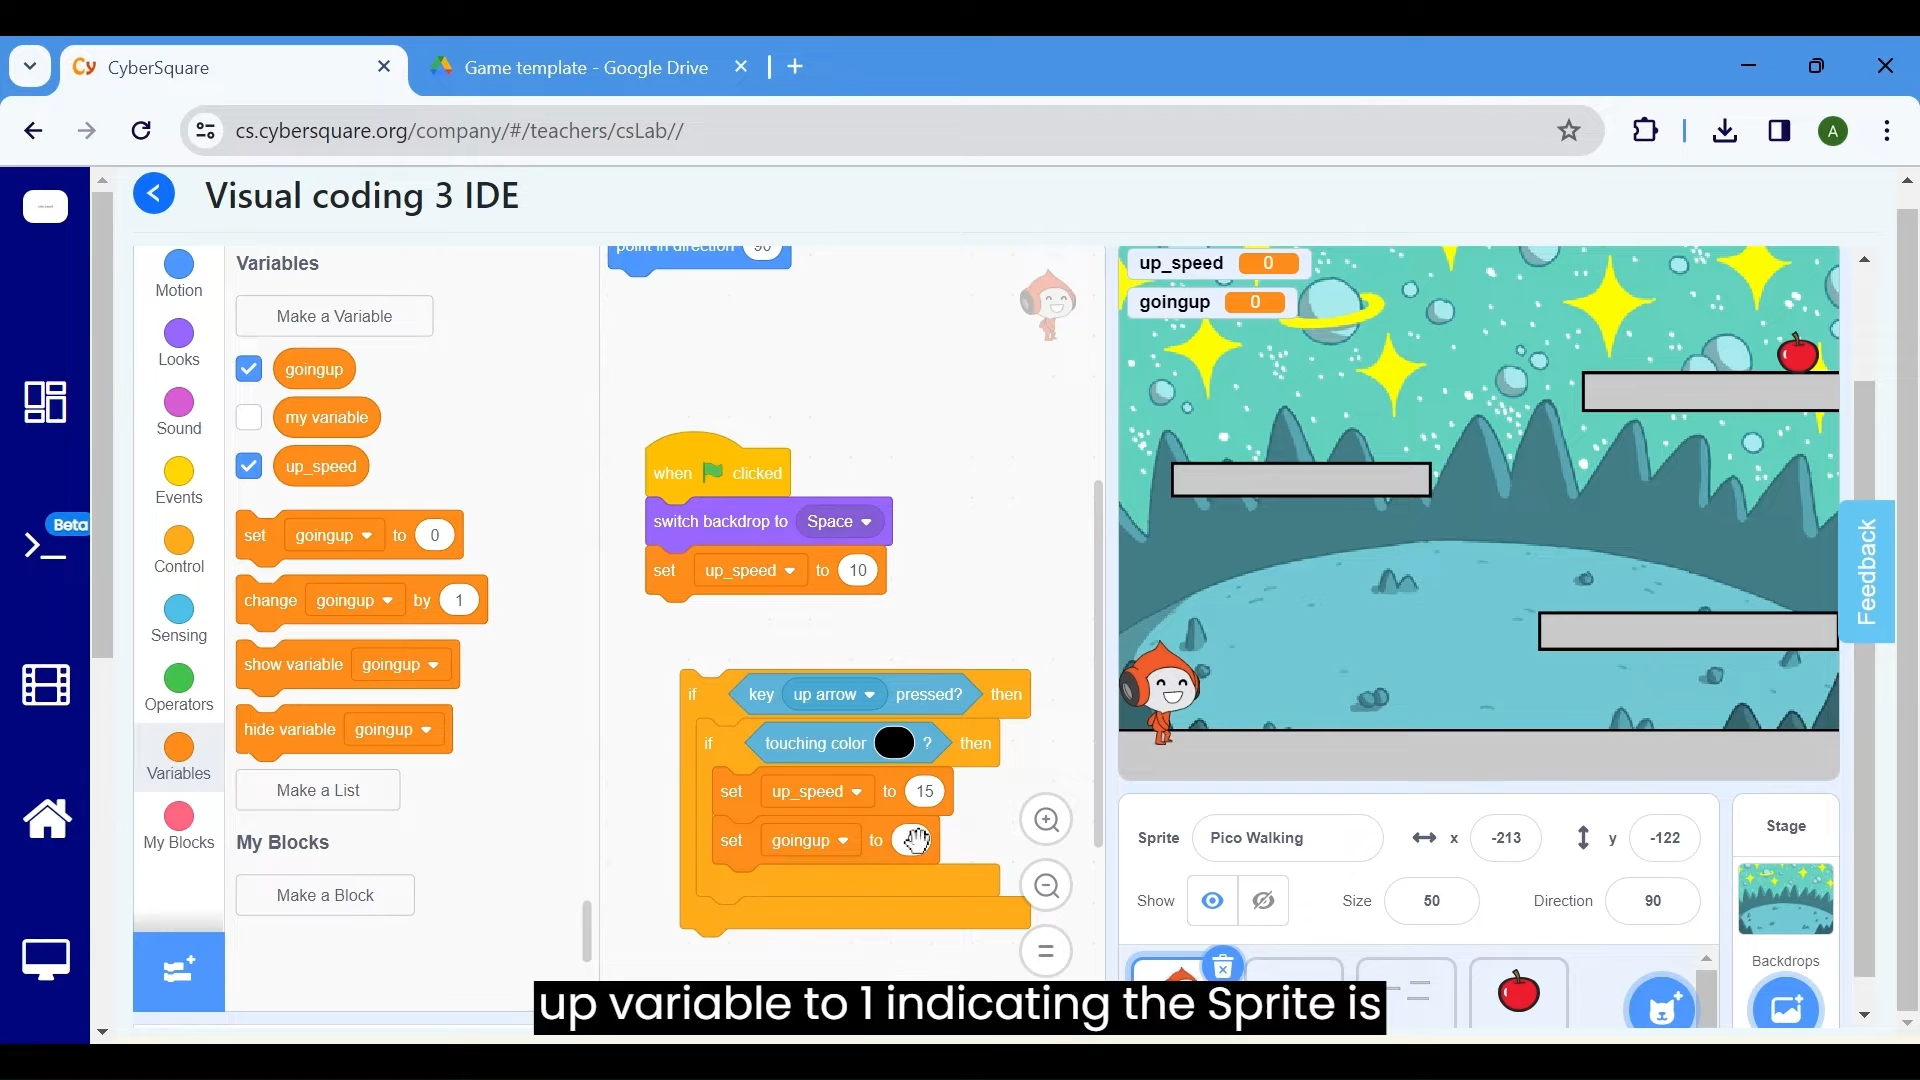 CyberSquare
Game template - Google Drive
cs.cybersquare.org/company/#/teachers/csLab//
A
Visual coding 3 IDE
Beta
Motion
Looks
Sound
Events
Control
Sensing
Operators
Variables
My Blocks
Variables
Make a Variable
goingup
my variable
up_speed
set goingup to 0
change goingup by 1
show variable goingup
hide variable goingup
Make a List
My Blocks
Make a Block
point in direction 90
when clicked
switch backdrop to Space
set up_speed to 10
if key up arrow pressed? then
if touching color ? then
set up_speed to 15
set goingup to
up_speed 0
goingup 0
Feedback
Sprite Pico Walking x -213 y -122
Show Size 50 Direction 90
Stage
Backdrops
up variable to 1 indicating the Sprite is